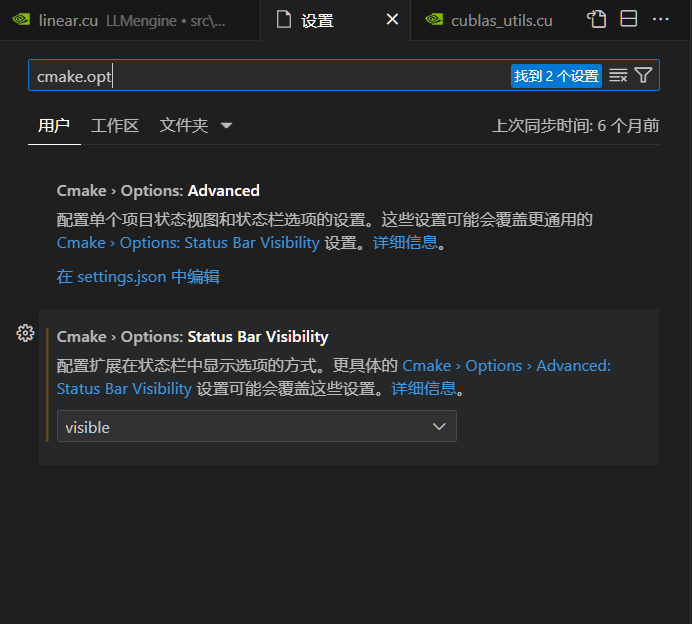 linear.cu LLMengine • src\... 设置 cublas_utils.cu
cmake.opt 找到 2 个设置
用户 工作区 文件夹 上次同步时间: 6 个月前
Cmake › Options: Advanced
配置单个项目状态视图和状态栏选项的设置。这些设置可能会覆盖更通用的
Cmake › Options: Status Bar Visibility 设置。详细信息。
在 settings.json 中编辑
Cmake › Options: Status Bar Visibility
配置扩展在状态栏中显示选项的方式。更具体的 Cmake › Options › Advanced:
Status Bar Visibility 设置可能会覆盖这些设置。详细信息。
visible